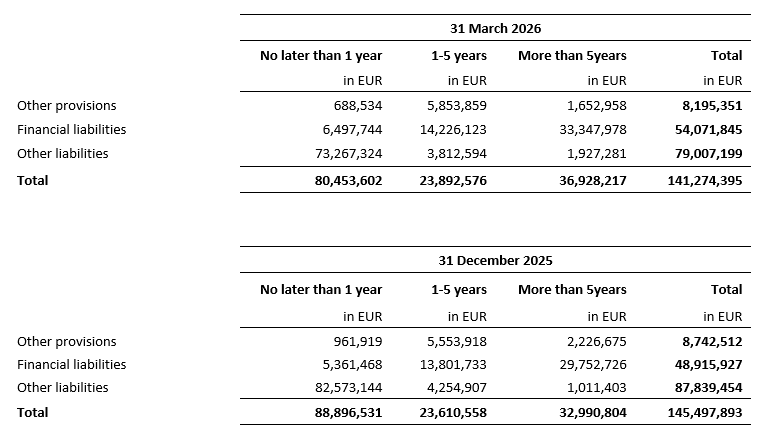 31 March 2026
No later than 1 year 1-5 years More than 5years Total
in EUR in EUR in EUR in EUR
Other provisions 688,534 5,853,859 1,652,958 8,195,351
Financial liabilities 6,497,744 14,226,123 33,347,978 54,071,845
Other liabilities 73,267,324 3,812,594 1,927,281 79,007,199
Total 80,453,602 23,892,576 36,928,217 141,274,395
31 December 2025
No later than 1 year 1-5 years More than 5years Total
in EUR in EUR in EUR in EUR
Other provisions 961,919 5,553,918 2,226,675 8,742,512
Financial liabilities 5,361,468 13,801,733 29,752,726 48,915,927
Other liabilities 82,573,144 4,254,907 1,011,403 87,839,454
Total 88,896,531 23,610,558 32,990,804 145,497,893